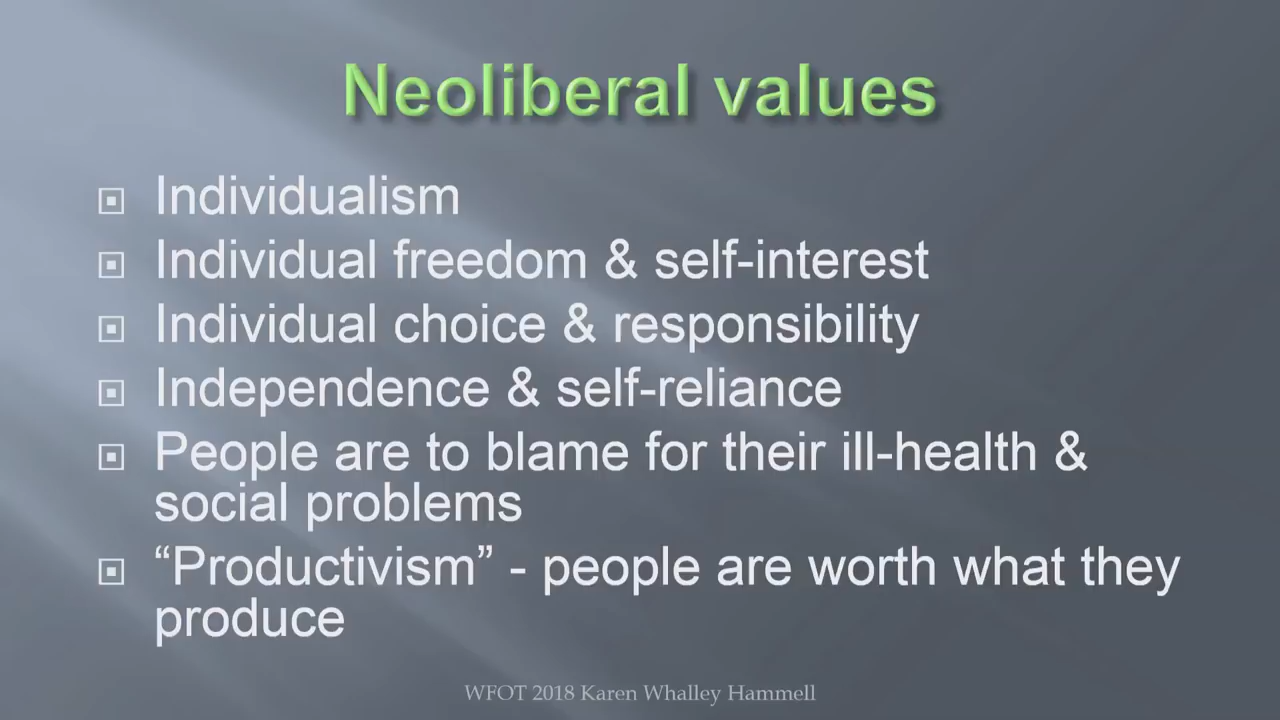 Neoliberal values
Individualism
Individual freedom & self-interest
Individual choice & responsibility
Independence & self-reliance
People are to blame for their ill-health &
social problems
“Productivism” - people are worth what they
produce
WFOT 2018 Karen Whalley Hammell